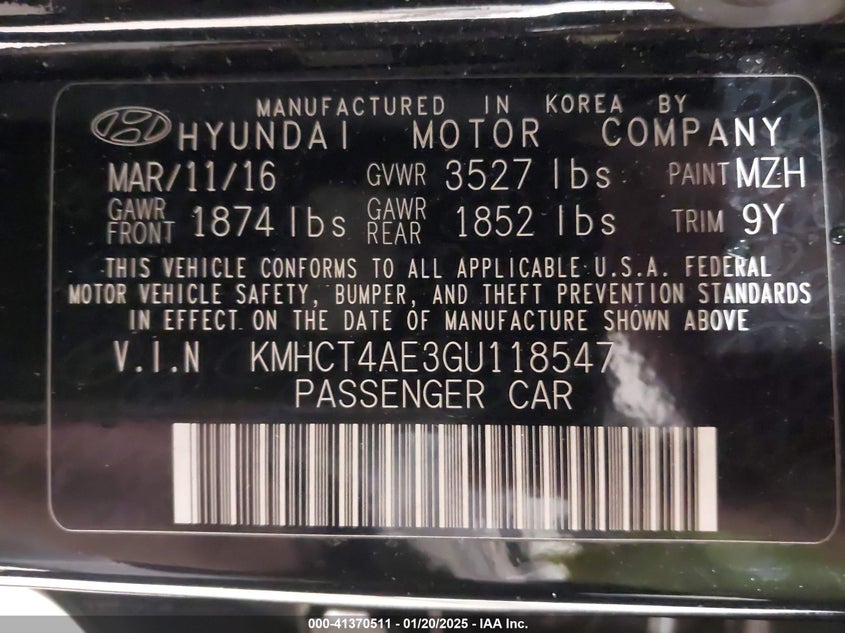 MANUFACTURED IN KOREA BY
HYUNDAI MOTOR COMPANY
MAR/11/16 GVWR 3527 lbs PAINT MZH
GAWR FRONT 1874 lbs GAWR REAR 1852 lbs TRIM 9Y
THIS VEHICLE CONFORMS TO ALL APPLICABLE U.S.A. FEDERAL
MOTOR VEHICLE SAFETY, BUMPER, AND THEFT PREVENTION STANDARDS
IN EFFECT ON THE DATE OF MANUFACTURE SHOWN ABOVE
V.I.N KMHCT4AE3GU118547
PASSENGER CAR
000-41370511 - 01/20/2025 - IAA Inc.